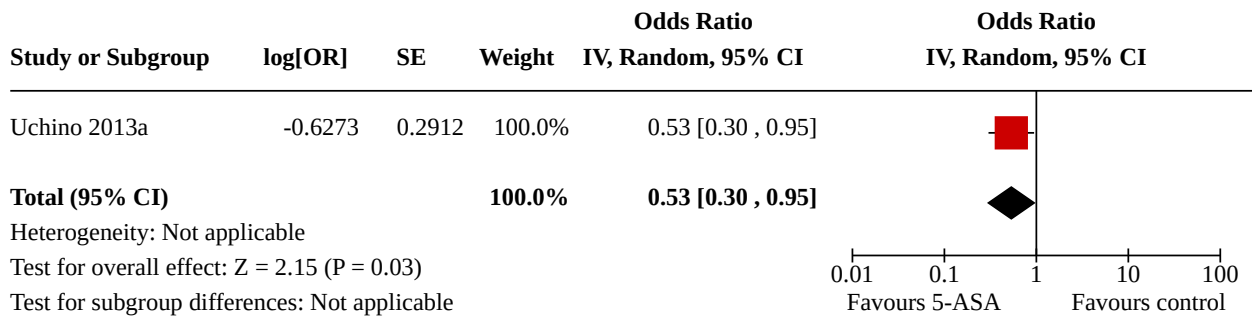 Odds Ratio Odds Ratio
Study or Subgroup log[OR] SE Weight IV, Random, 95% CI IV, Random, 95% CI
Uchino 2013a -0.6273 0.2912 100.0% 0.53 [0.30 , 0.95]
Total (95% CI) 100.0% 0.53 [0.30 , 0.95]
Heterogeneity: Not applicable
Test for overall effect: Z = 2.15 (P = 0.03)
0.01 0.1 1 10 100
Test for subgroup differences: Not applicable Favours 5-ASA Favours control